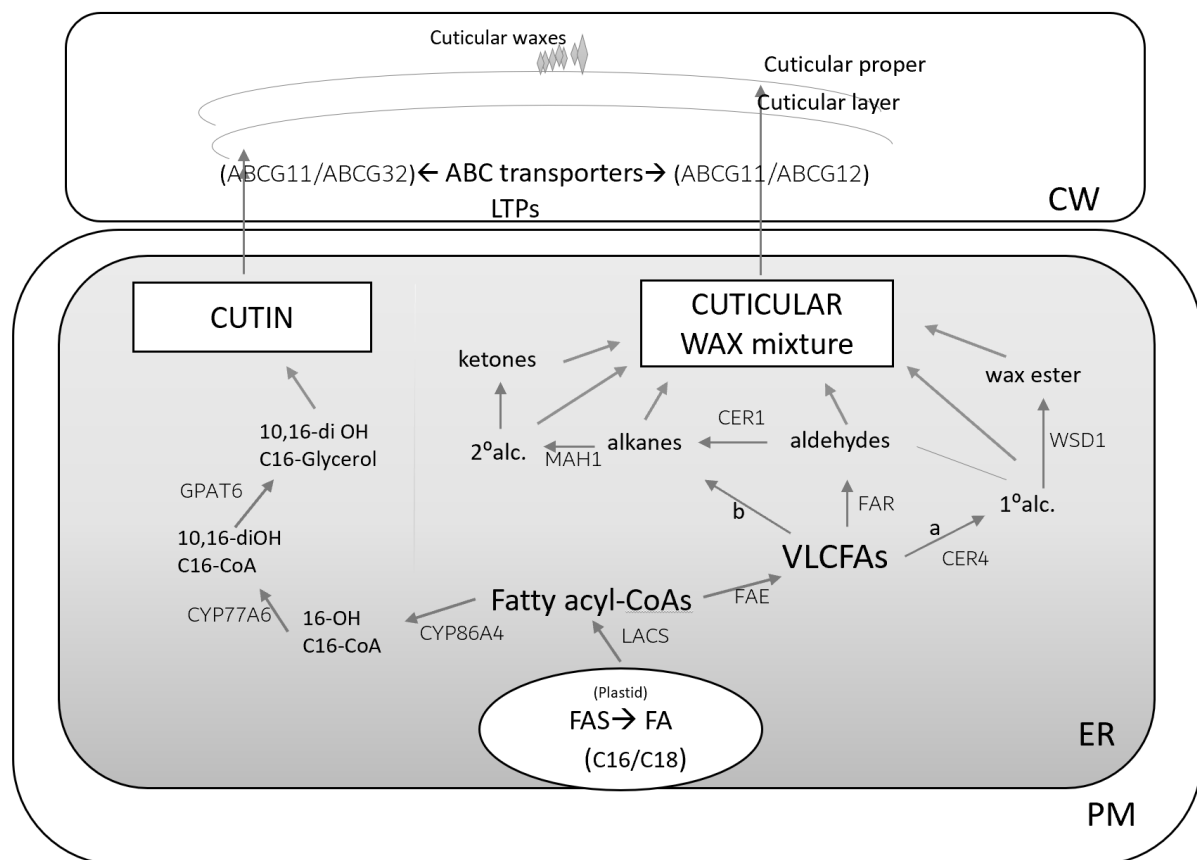 Cuticular waxes
Cuticular proper
Cuticular layer
(ABCG11/ABCG32)← ABC transporters→ (ABCG11/ABCG12)
LTPs
CW
CUTIN
CUTICULAR
WAX mixture
ketones
wax ester
10,16-di OH
C16-Glycerol
2⁰alc.
MAH1
alkanes
CER1
aldehydes
WSD1
GPAT6
b
FAR
1⁰alc.
a
10,16-diOH
C16-CoA
VLCFAs
CER4
CYP77A6
16-OH
C16-CoA
CYP86A4
Fatty acyl-CoAs
FAE
LACS
(Plastid)
FAS→ FA
(C16/C18)
ER
PM